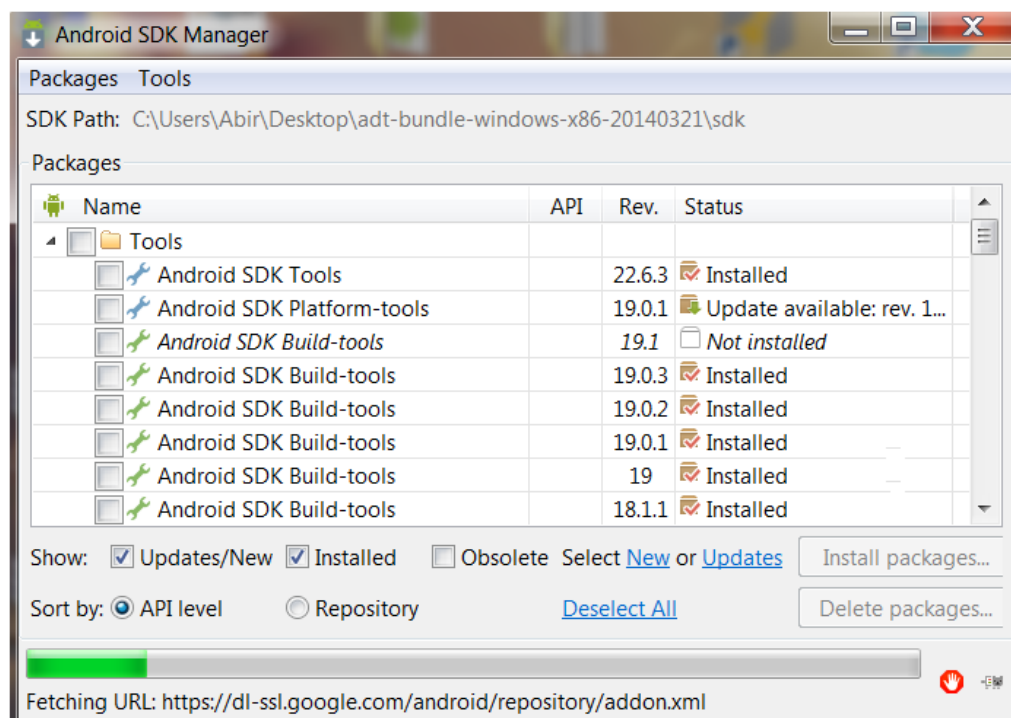 Android SDK Manager
Packages Tools
SDK Path: C:\Users\Abir\Desktop\adt-bundle-windows-x86-20140321\sdk
Packages
Name API Rev. Status
Tools
Android SDK Tools 22.6.3 Installed
Android SDK Platform-tools 19.0.1 Update available: rev. 1...
Android SDK Build-tools 19.1 Not installed
Android SDK Build-tools 19.0.3 Installed
Android SDK Build-tools 19.0.2 Installed
Android SDK Build-tools 19.0.1 Installed
Android SDK Build-tools 19 Installed
Android SDK Build-tools 18.1.1 Installed
Show: Updates/New Installed Obsolete Select New or Updates Install packages...
Sort by: API level Repository Deselect All Delete packages...
Fetching URL: https://dl-ssl.google.com/android/repository/addon.xml